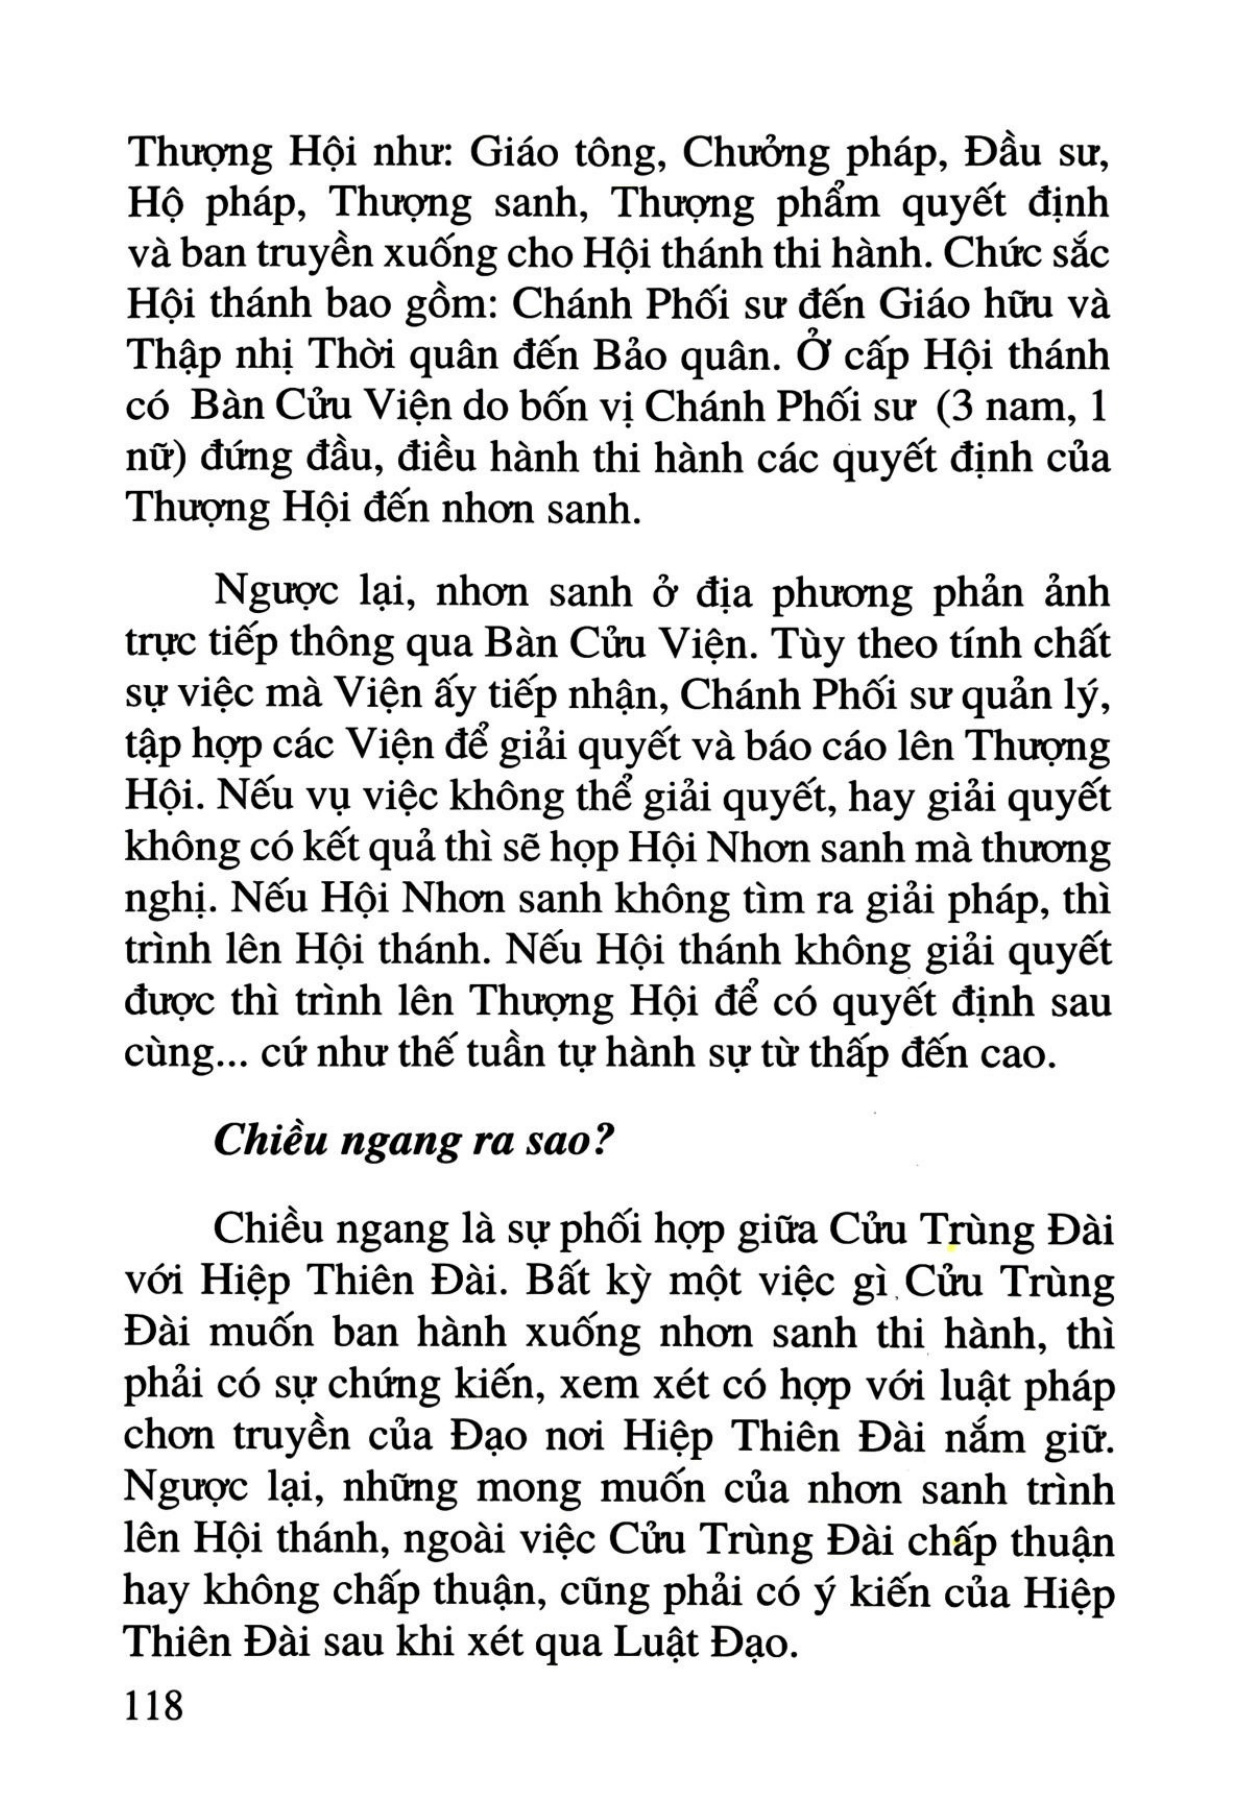 Thượng Hội như: Giáo tông, Chưởng pháp, Đầu sư,
Hộ pháp, Thượng sanh, Thượng phẩm quyết định
và ban truyền xuống cho Hội thánh thi hành. Chức sắc
Hội thánh bao gồm: Chánh Phối sư đến Giáo hữu và
Thập nhị Thời quân đến Bảo quân. Ở cấp Hội thánh
có Bàn Cửu Viện do bốn vị Chánh Phối sư (3 nam, 1
nữ) đứng đầu, điều hành thi hành các quyết định của
Thượng Hội đến nhơn sanh.
Ngược lại, nhơn sanh ở địa phương phản ảnh
trực tiếp thông qua Bàn Cửu Viện. Tùy theo tính chất
sự việc mà Viện ấy tiếp nhận, Chánh Phối sư quản lý,
tập hợp các Viện để giải quyết và báo cáo lên Thượng
Hội. Nếu vụ việc không thể giải quyết, hay giải quyết
không có kết quả thì sẽ họp Hội Nhơn sanh mà thương
nghị. Nếu Hội Nhơn sanh không tìm ra giải pháp, thì
trình lên Hội thánh. Nếu Hội thánh không giải quyết
được thì trình lên Thượng Hội để có quyết định sau
cùng... cứ như thế tuần tự hành sự từ thấp đến cao.
Chiều ngang ra sao?
Chiều ngang là sự phối hợp giữa Cửu Trùng Đài
với Hiệp Thiên Đài. Bất kỳ một việc gì Cửu Trùng
Đài muốn ban hành xuống nhơn sanh thi hành, thì
phải có sự chứng kiến, xem xét có hợp với luật pháp
chơn truyền của Đạo nơi Hiệp Thiên Đài nắm giữ.
Ngược lại, những mong muốn của nhơn sanh trình
lên Hội thánh, ngoài việc Cửu Trùng Đài chấp thuận
hay không chấp thuận, cũng phải có ý kiến của Hiệp
Thiên Đài sau khi xét qua Luật Đạo.
118